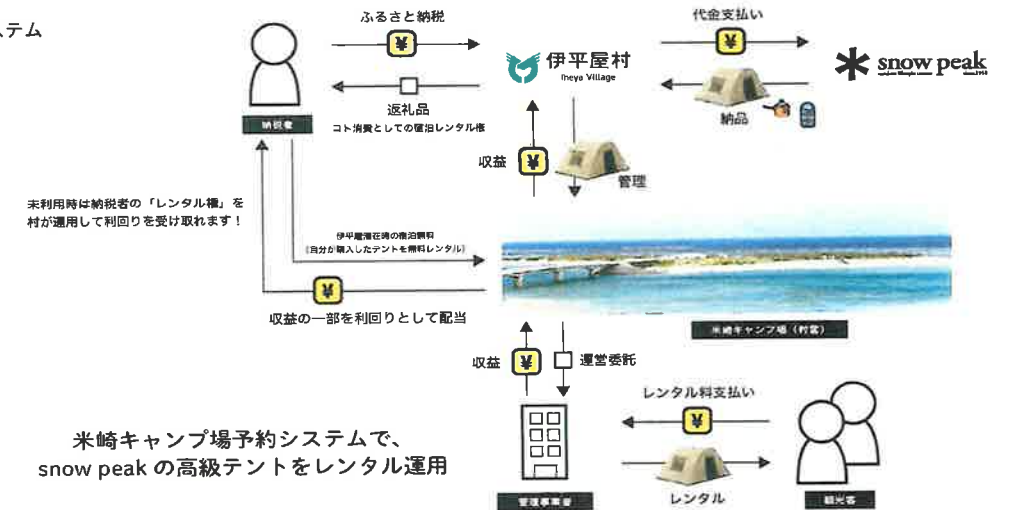 ステム
ふるさと納税
¥
代金支払い
¥
伊平屋村
Iheya Village
snow peak
返礼品
コト消費としての宿泊レンタル権
納品
納税者
収益
¥
管理
未利用時は納税者の「レンタル権」を
村が運用して利回りを受け取れます！
伊平屋滞在時の宿泊無料
（自分が購入したテントを無料レンタル）
¥
収益の一部を利回りとして配当
米崎キャンプ場（村営）
収益
¥
運営委託
レンタル料支払い
¥
米崎キャンプ場予約システムで、
snow peak の高級テントをレンタル運用
レンタル
管理事業者
観光客